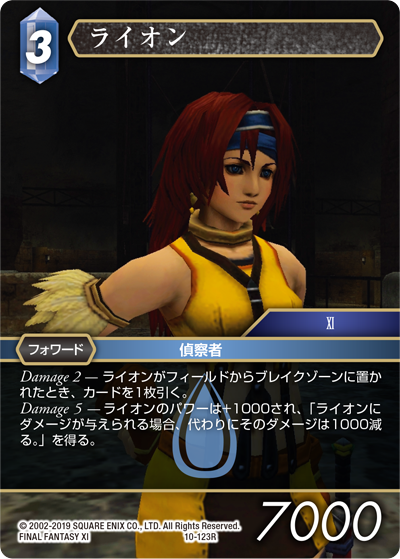 3
ライオン
XI
フォワード
偵察者
Damage 2 — ライオンがフィールドからブレイクゾーンに置か
れたとき、カードを1枚引く。
Damage 5 — ライオンのパワーは+1000され、「ライオンに
ダメージが与えられる場合、代わりにそのダメージは1000減
る。」を得る。
© 2002-2019 SQUARE ENIX CO., LTD. All Rights Reserved.
FINAL FANTASY XI
10-123R
7000